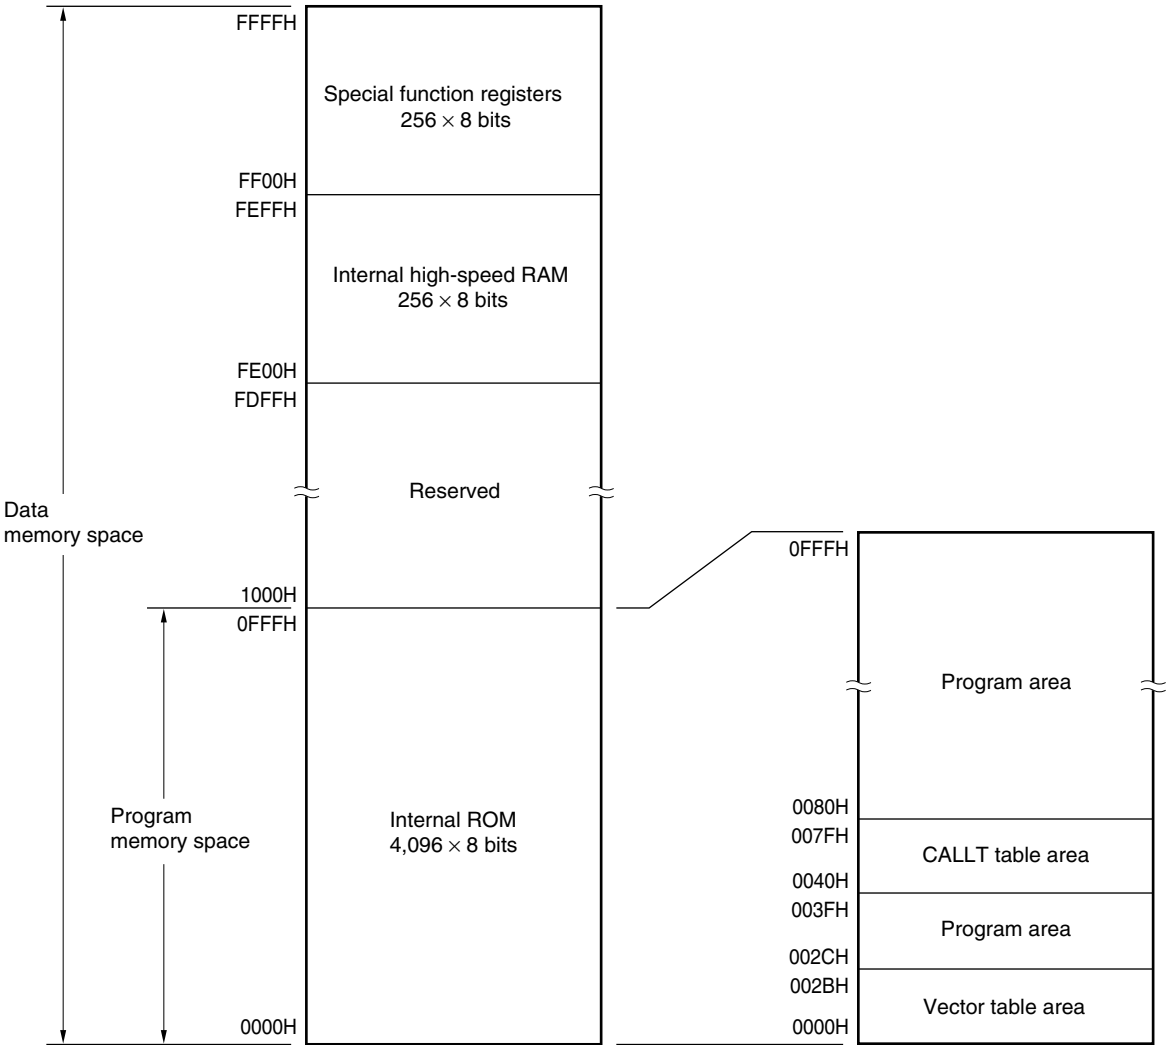 FFFFH
Special function registers
256 × 8 bits
FF00H
FEFFH
Internal high-speed RAM
256 × 8 bits
FE00H
FDFFH
Reserved
Data
memory space
1000H
0FFFH
Program
memory space
Internal ROM
4,096 × 8 bits
0000H
0FFFH
Program area
0080H
007FH
CALLT table area
0040H
003FH
Program area
002CH
002BH
Vector table area
0000H